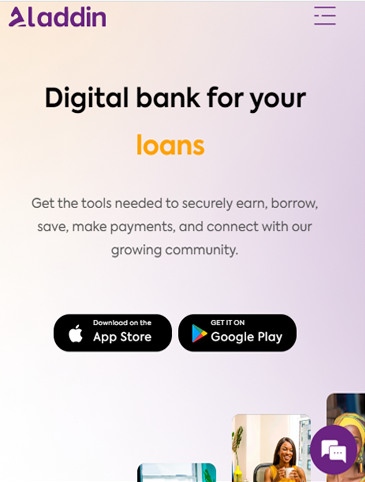 Aladdin
Digital bank for your
loans
Get the tools needed to securely earn, borrow,
save, make payments, and connect with our
growing community.
Download on the
App Store
GET IT ON
Google Play